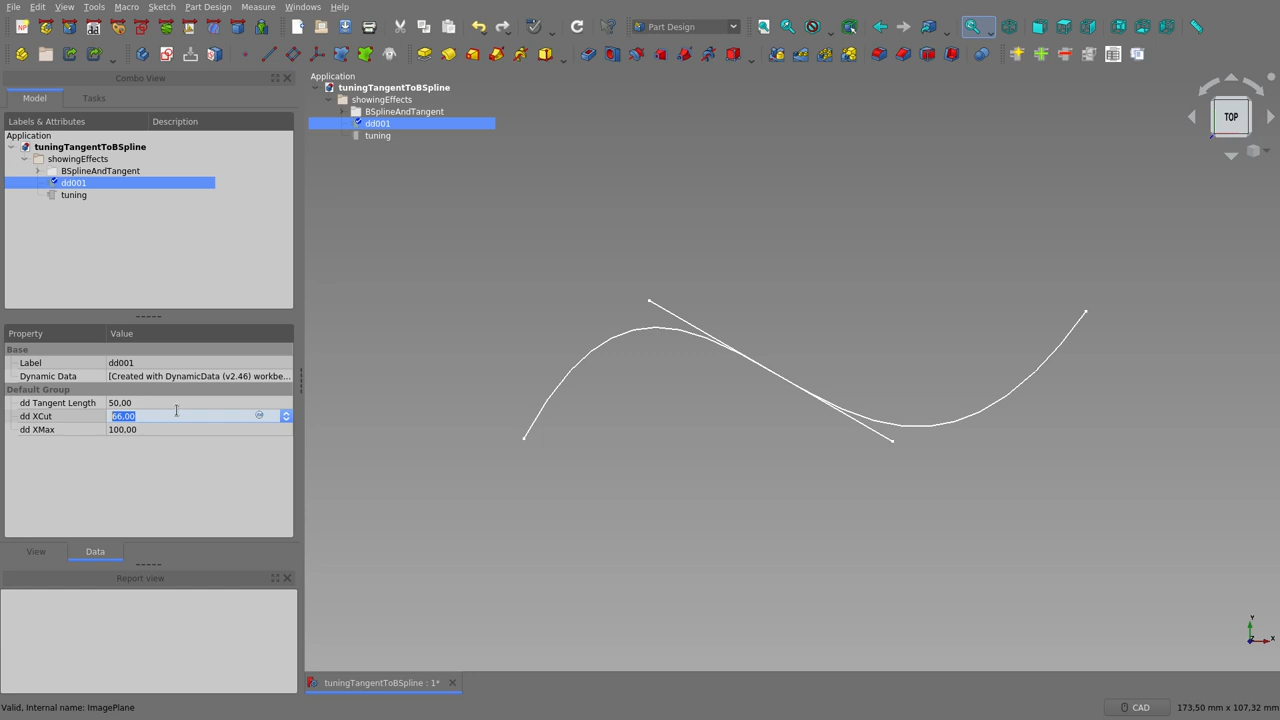 File Edit View Tools Macro Sketch Part Design Measure Windows Help
Part Design
Combo View
Model Tasks
Labels & Attributes Description
Application
tuningTangentToBSpline
showingEffects
BSplineAndTangent
dd001
tuning
Property Value
Base
Label dd001
Dynamic Data [Created with DynamicData (v2.46) workbe...
Default Group
dd Tangent Length 50,00
dd XCut 66,00
dd XMax 100,00
View Data
Report view
Application
tuningTangentToBSpline
showingEffects
BSplineAndTangent
dd001
tuning
TOP
Y
Z
X
tuningTangentToBSpline : 1*
Valid, Internal name: ImagePlane
CAD
173,50 mm x 107,32 mm